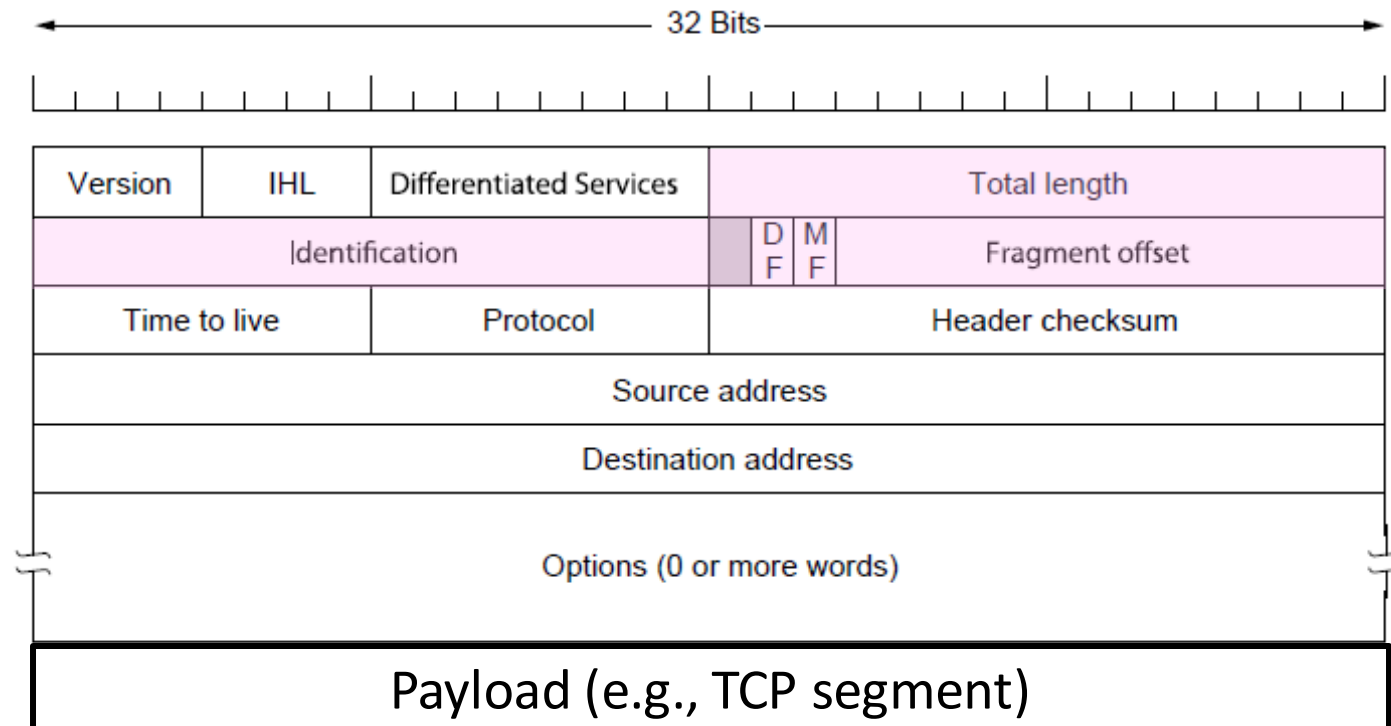 32 Bits
Version IHL Differentiated Services Total length
Identification D F M F Fragment offset
Time to live Protocol Header checksum
Source address
Destination address
Options (0 or more words)
Payload (e.g., TCP segment)